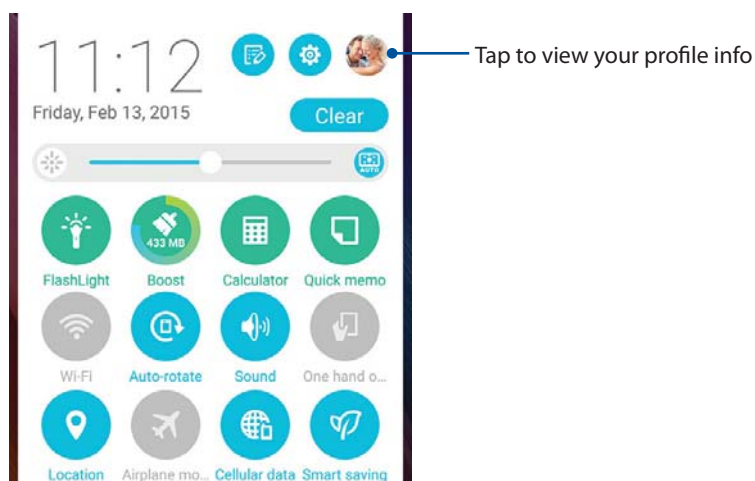 11:12
Tap to view your profile info
Friday, Feb 13, 2015
Clear
AUTO
433 MB
FlashLight Boost Calculator Quick memo
Wi-Fi Auto-rotate Sound One hand o...
Location Airplane mo... Cellular data Smart saving